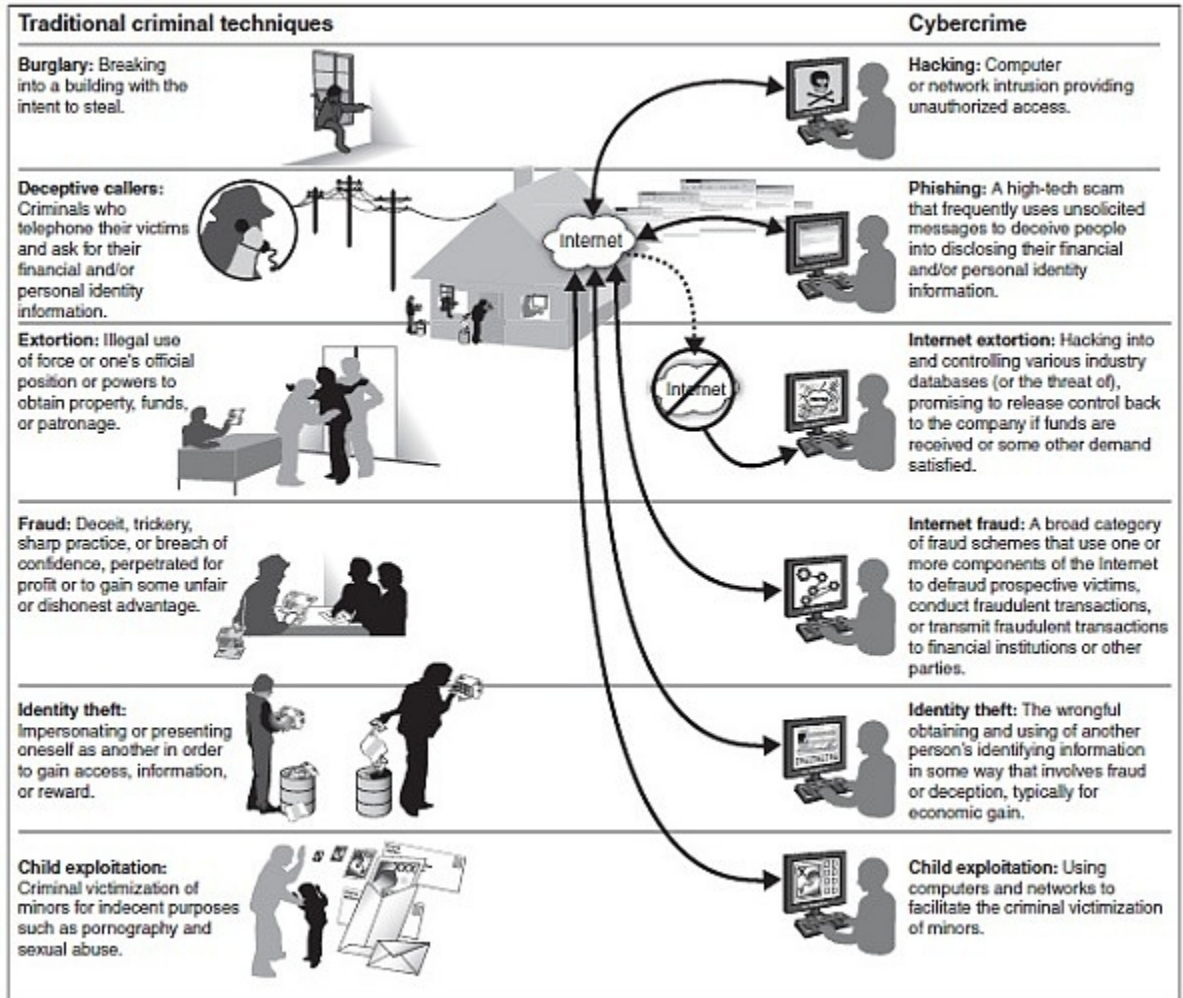 Traditional criminal techniques
Cybercrime
Burglary: Breaking
into a building with the
intent to steal.
Hacking: Computer
or network intrusion providing
unauthorized access.
Deceptive callers:
Criminals who
telephone their victims
and ask for their
financial and/or
personal identity
information.
Internet
Phishing: A high-tech scam
that frequently uses unsolicited
messages to deceive people
into disclosing their financial
and/or personal identity
information.
Extortion: Illegal use
of force or one's official
position or powers to
obtain property, funds,
or patronage.
Internet
Internet extortion: Hacking into
and controlling various industry
databases (or the threat of),
promising to release control back
to the company if funds are
received or some other demand
satisfied.
Fraud: Deceit, trickery,
sharp practice, or breach of
confidence, perpetrated for
profit or to gain some unfair
or dishonest advantage.
Internet fraud: A broad category
of fraud schemes that use one or
more components of the Internet
to defraud prospective victims,
conduct fraudulent transactions,
or transmit fraudulent transactions
to financial institutions or other
parties.
Identity theft:
Impersonating or presenting
oneself as another in order
to gain access, information,
or reward.
Identity theft: The wrongful
obtaining and using of another
person's identifying information
in some way that involves fraud
or deception, typically for
economic gain.
Child exploitation:
Criminal victimization of
minors for indecent purposes
such as pornography and
sexual abuse.
XXX
Child exploitation: Using
computers and networks to
facilitate the criminal victimization
of minors.